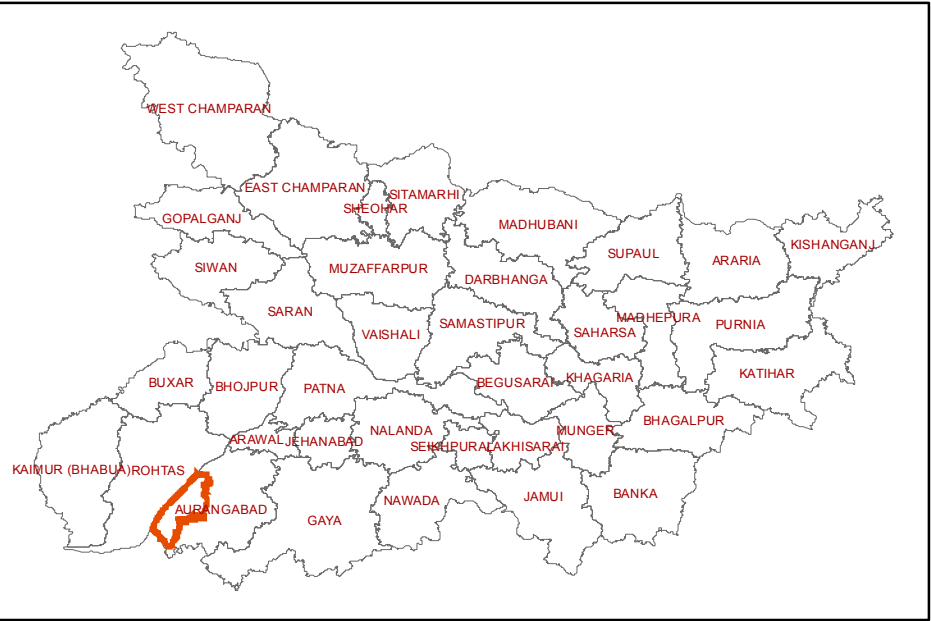 WEST CHAMPARAN
EAST CHAMPARAN
SITAMARHI
SHEOHAR
GOPALGANJ
MADHUBANI
SUPAUL
ARARIA
KISHANGANJ
SIWAN
MUZAFFARPUR
DARBHANGA
SARAN
VAISHALI
SAMASTIPUR
SAHARSA
MADHEPURA
PURNIA
BUXAR
BHOJPUR
PATNA
BEGUSARAI
KHAGARIA
KATIHAR
ARAWAL
JEHANABAD
NALANDA
SEIKHPURA
LAKHISARAI
MUNGER
BHAGALPUR
KAIMUR (BHABUA)
ROHTAS
AURANGABAD
GAYA
NAWADA
JAMUI
BANKA